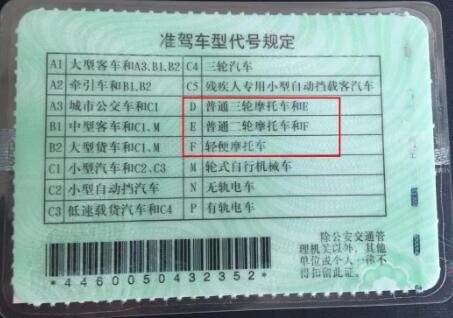 准驾车型代号规定
A1 大型客车和A3、B1、B2 C4 三轮汽车
A2 牵引车和B1、B2 C5 残疾人专用小型自动挡载客汽车
A3 城市公交车和C1 D 普通三轮摩托车和E
B1 中型客车和C1、M E 普通二轮摩托车和F
B2 大型货车和C1、M F 轻便摩托车
C1 小型汽车和C2、C3 M 轮式自行机械车
C2 小型自动挡汽车 N 无轨电车
C3 低速载货汽车和C4 P 有轨电车
除公安交通管
理机关以外，其他
单位或个人一律不
得扣留此证。
*4460050432352*